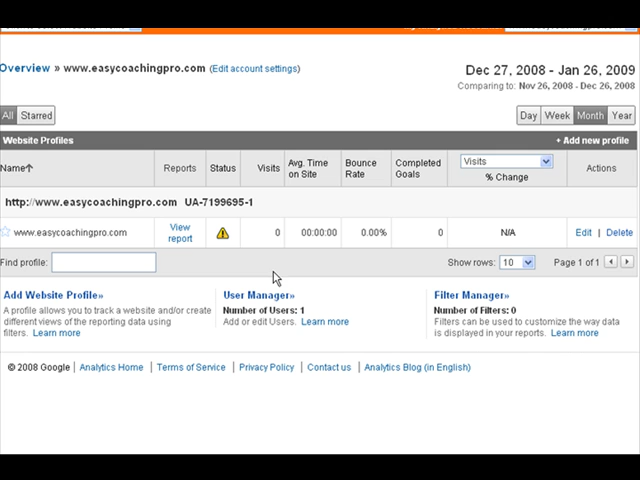 Overview » www.easycoachingpro.com (Edit account settings)
Dec 27, 2008 - Jan 26, 2009
Comparing to: Nov 26, 2008 - Dec 26, 2008
All Starred
Day Week Month Year
Website Profiles + Add new profile
Name↑ Reports Status Visits Avg. Time on Site Bounce Rate Completed Goals Visits % Change Actions
http://www.easycoachingpro.com UA-7199695-1
www.easycoachingpro.com View report 0 00:00:00 0.00% 0 N/A Edit | Delete
Find profile: Show rows: 10 Page 1 of 1
Add Website Profile»
A profile allows you to track a website and/or create
different views of the reporting data using
filters. Learn more
User Manager»
Number of Users: 1
Add or edit Users. Learn more
Filter Manager»
Number of Filters: 0
Filters can be used to customize the way data
is displayed in your reports. Learn more
© 2008 Google | Analytics Home | Terms of Service | Privacy Policy | Contact us | Analytics Blog (in English)